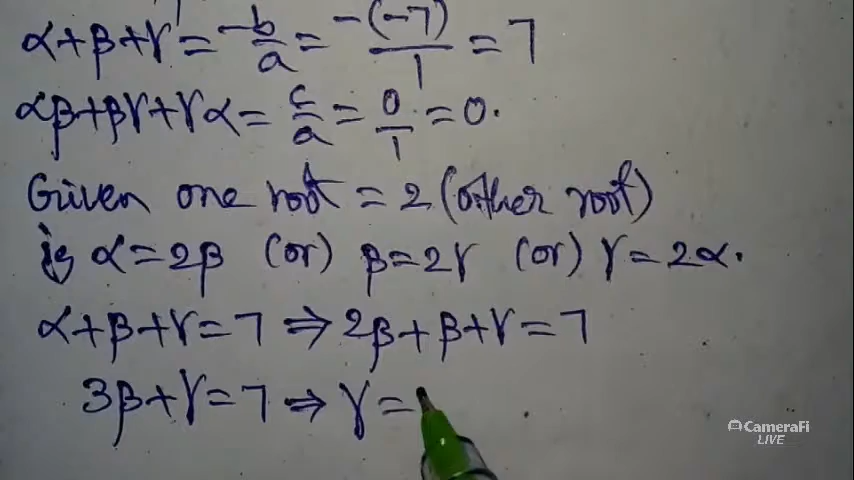 α+β+γ = -b/a = -(-7)/1 = 7
αβ+βγ+γα = c/a = 0/1 = 0.
Given one root = 2 (other root)
is α = 2β (or) β = 2γ (or) γ = 2α.
α+β+γ = 7 ⇒ 2β+β+γ = 7
3β+γ = 7 ⇒ γ =
CameraFi
LIVE